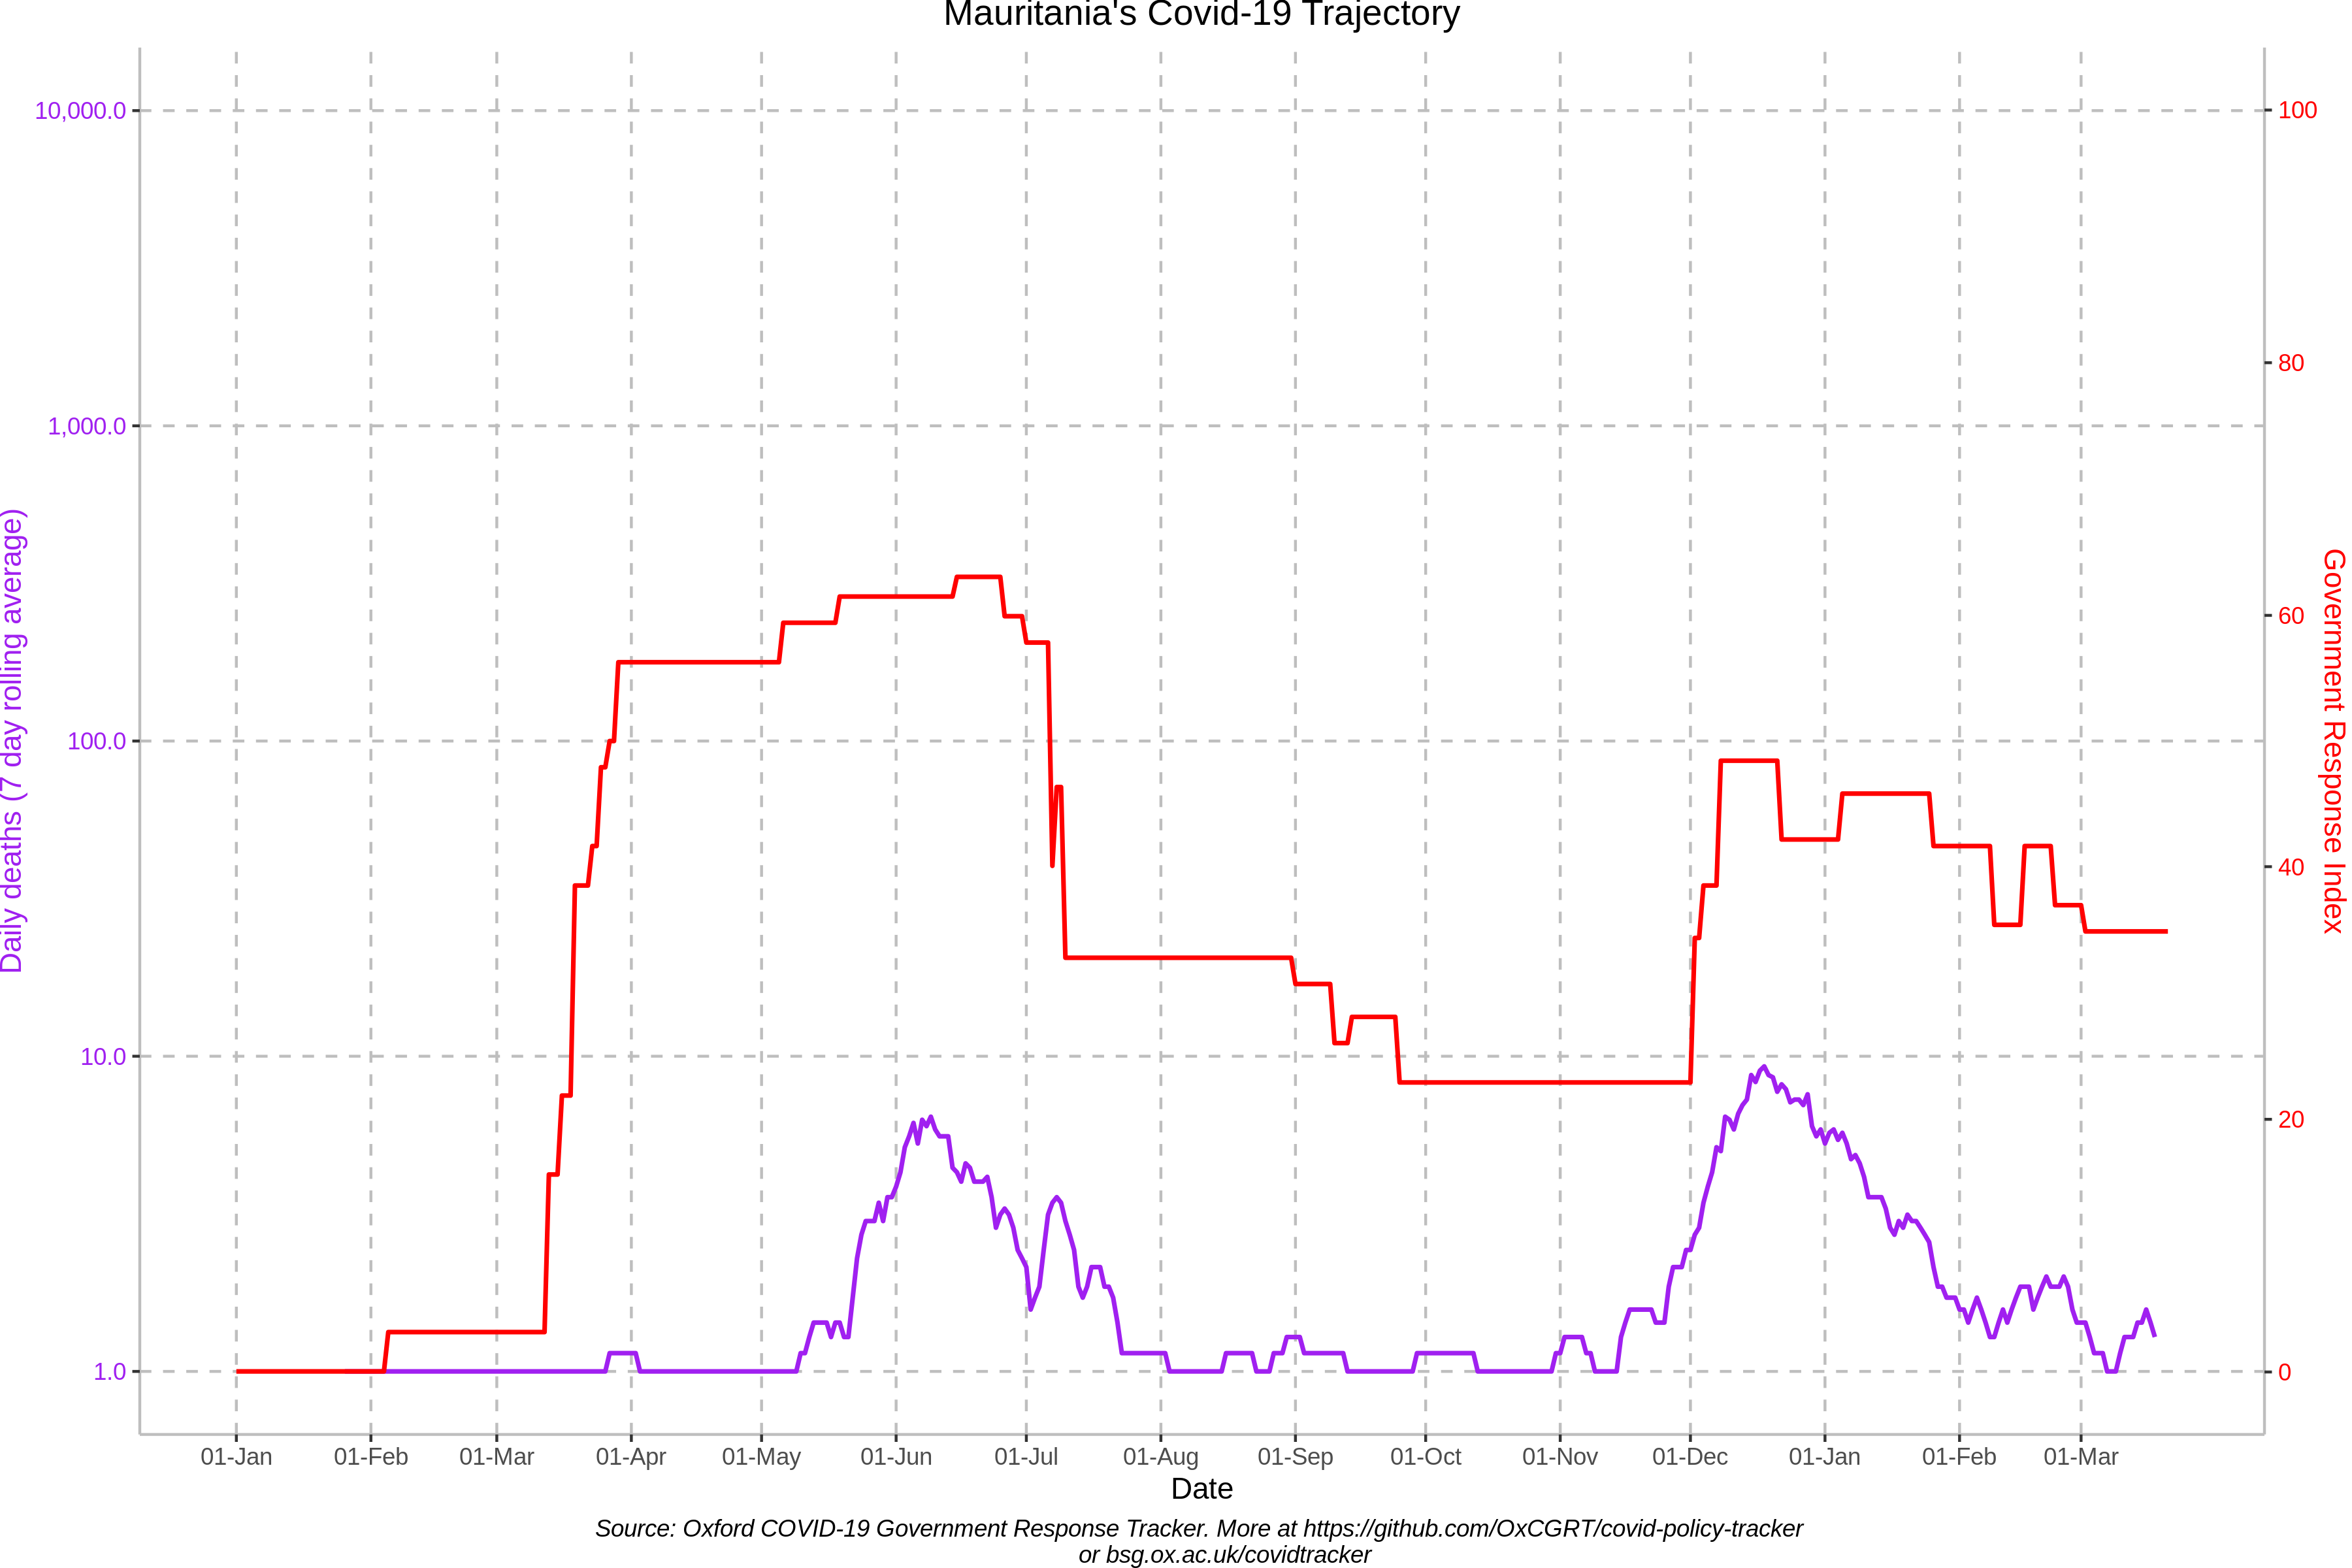 Mauritania's Covid-19 Trajectory
10,000.0
1,000.0
100.0
10.0
1.0
Daily deaths (7 day rolling average)
100
80
60
40
20
0
Government Response Index
01-Jan 01-Feb 01-Mar 01-Apr 01-May 01-Jun 01-Jul 01-Aug 01-Sep 01-Oct 01-Nov 01-Dec 01-Jan 01-Feb 01-Mar
Date
Source: Oxford COVID-19 Government Response Tracker. More at https://github.com/OxCGRT/covid-policy-tracker
or bsg.ox.ac.uk/covidtracker